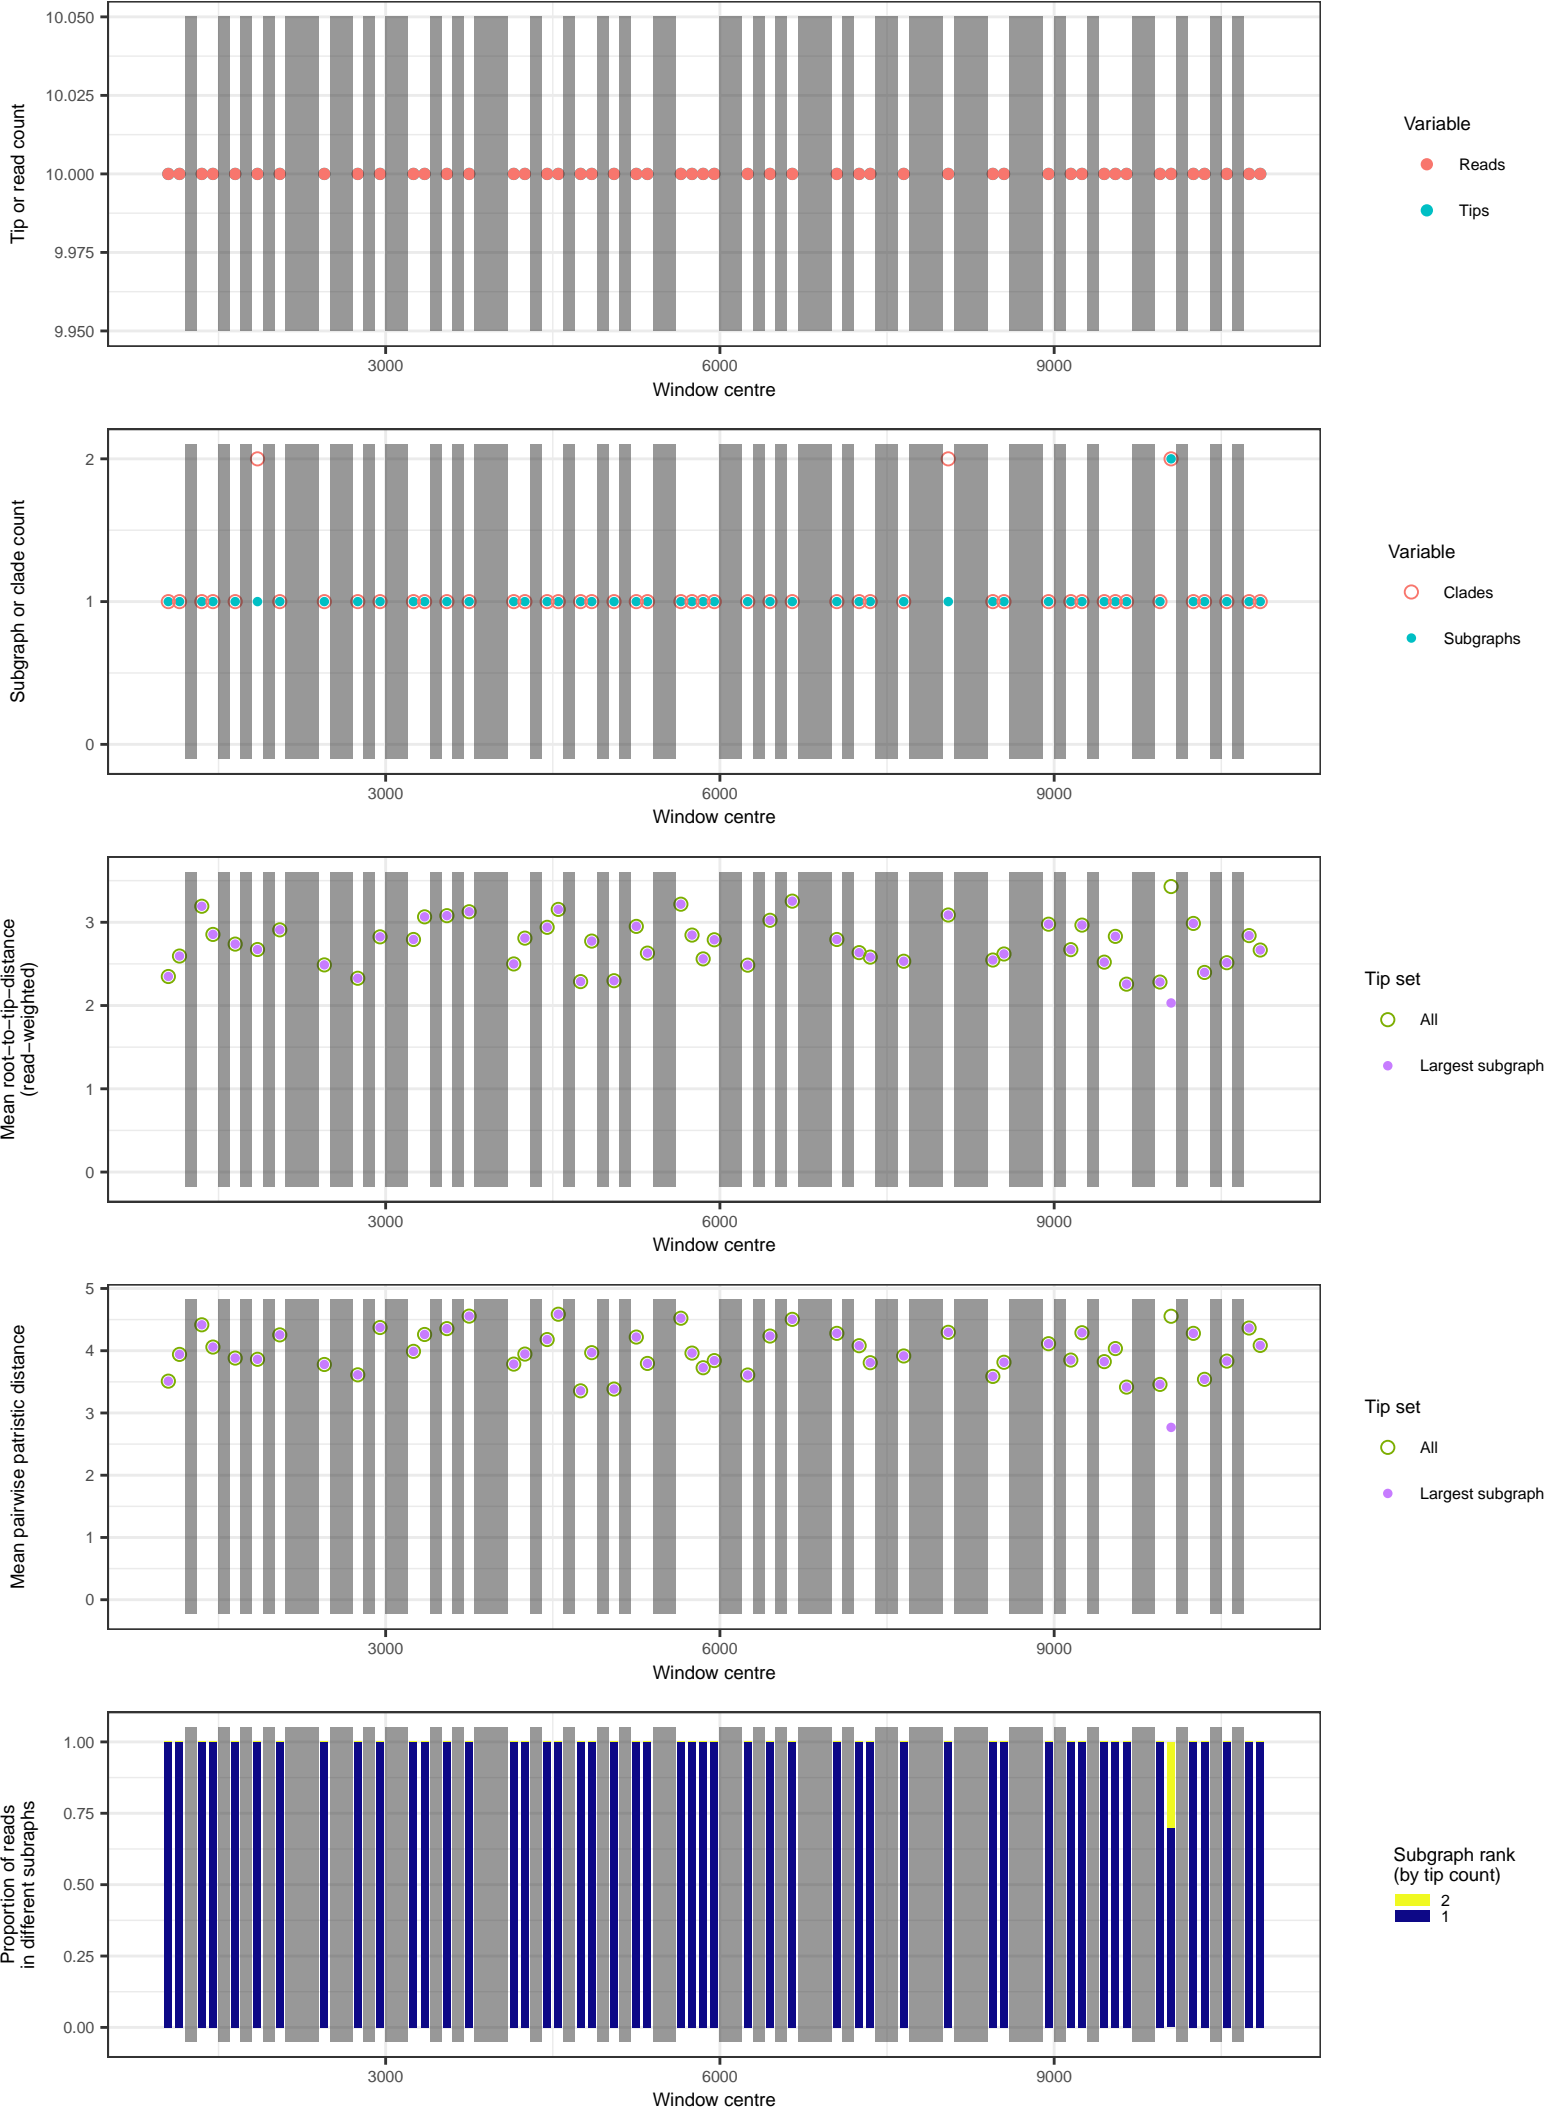 10.050
10.025
10.000
9.975
9.950
Tip or read count
3000
6000
9000
Window centre
Variable
Reads
Tips
2
1
0
Subgraph or clade count
3000
6000
9000
Window centre
Variable
Clades
Subgraphs
3
2
1
0
Mean root−to−tip−distance
(read−weighted)
3000
6000
9000
Window centre
Tip set
All
Largest subgraph
5
4
3
2
1
0
Mean pairwise patristic distance
3000
6000
9000
Window centre
Tip set
All
Largest subgraph
1.00
0.75
0.50
0.25
0.00
Proportion of reads
in different subraphs
3000
6000
9000
Window centre
Subgraph rank
(by tip count)
2
1